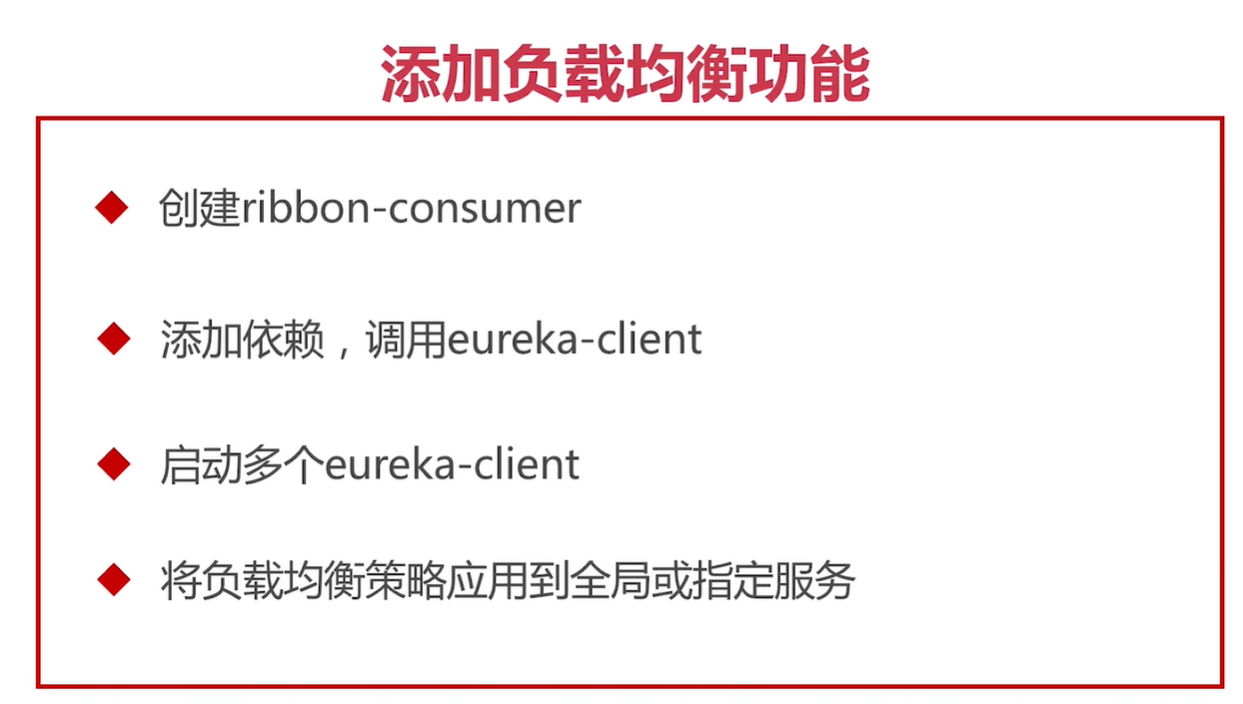 添加负载均衡功能
创建ribbon-consumer
添加依赖，调用eureka-client
启动多个eureka-client
将负载均衡策略应用到全局或指定服务